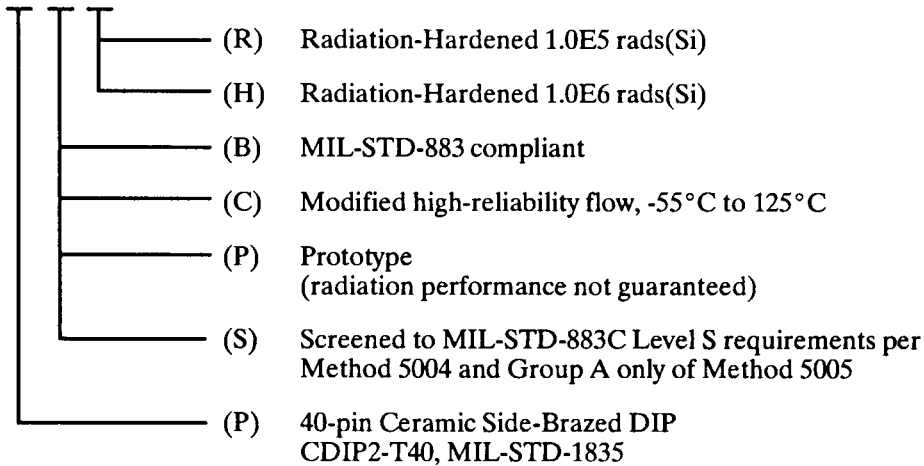 (R) Radiation-Hardened 1.0E5 rads(Si)
(H) Radiation-Hardened 1.0E6 rads(Si)
(B) MIL-STD-883 compliant
(C) Modified high-reliability flow, -55°C to 125°C
(P) Prototype
(radiation performance not guaranteed)
(S) Screened to MIL-STD-883C Level S requirements per
Method 5004 and Group A only of Method 5005
(P) 40-pin Ceramic Side-Brazed DIP
CDIP2-T40, MIL-STD-1835